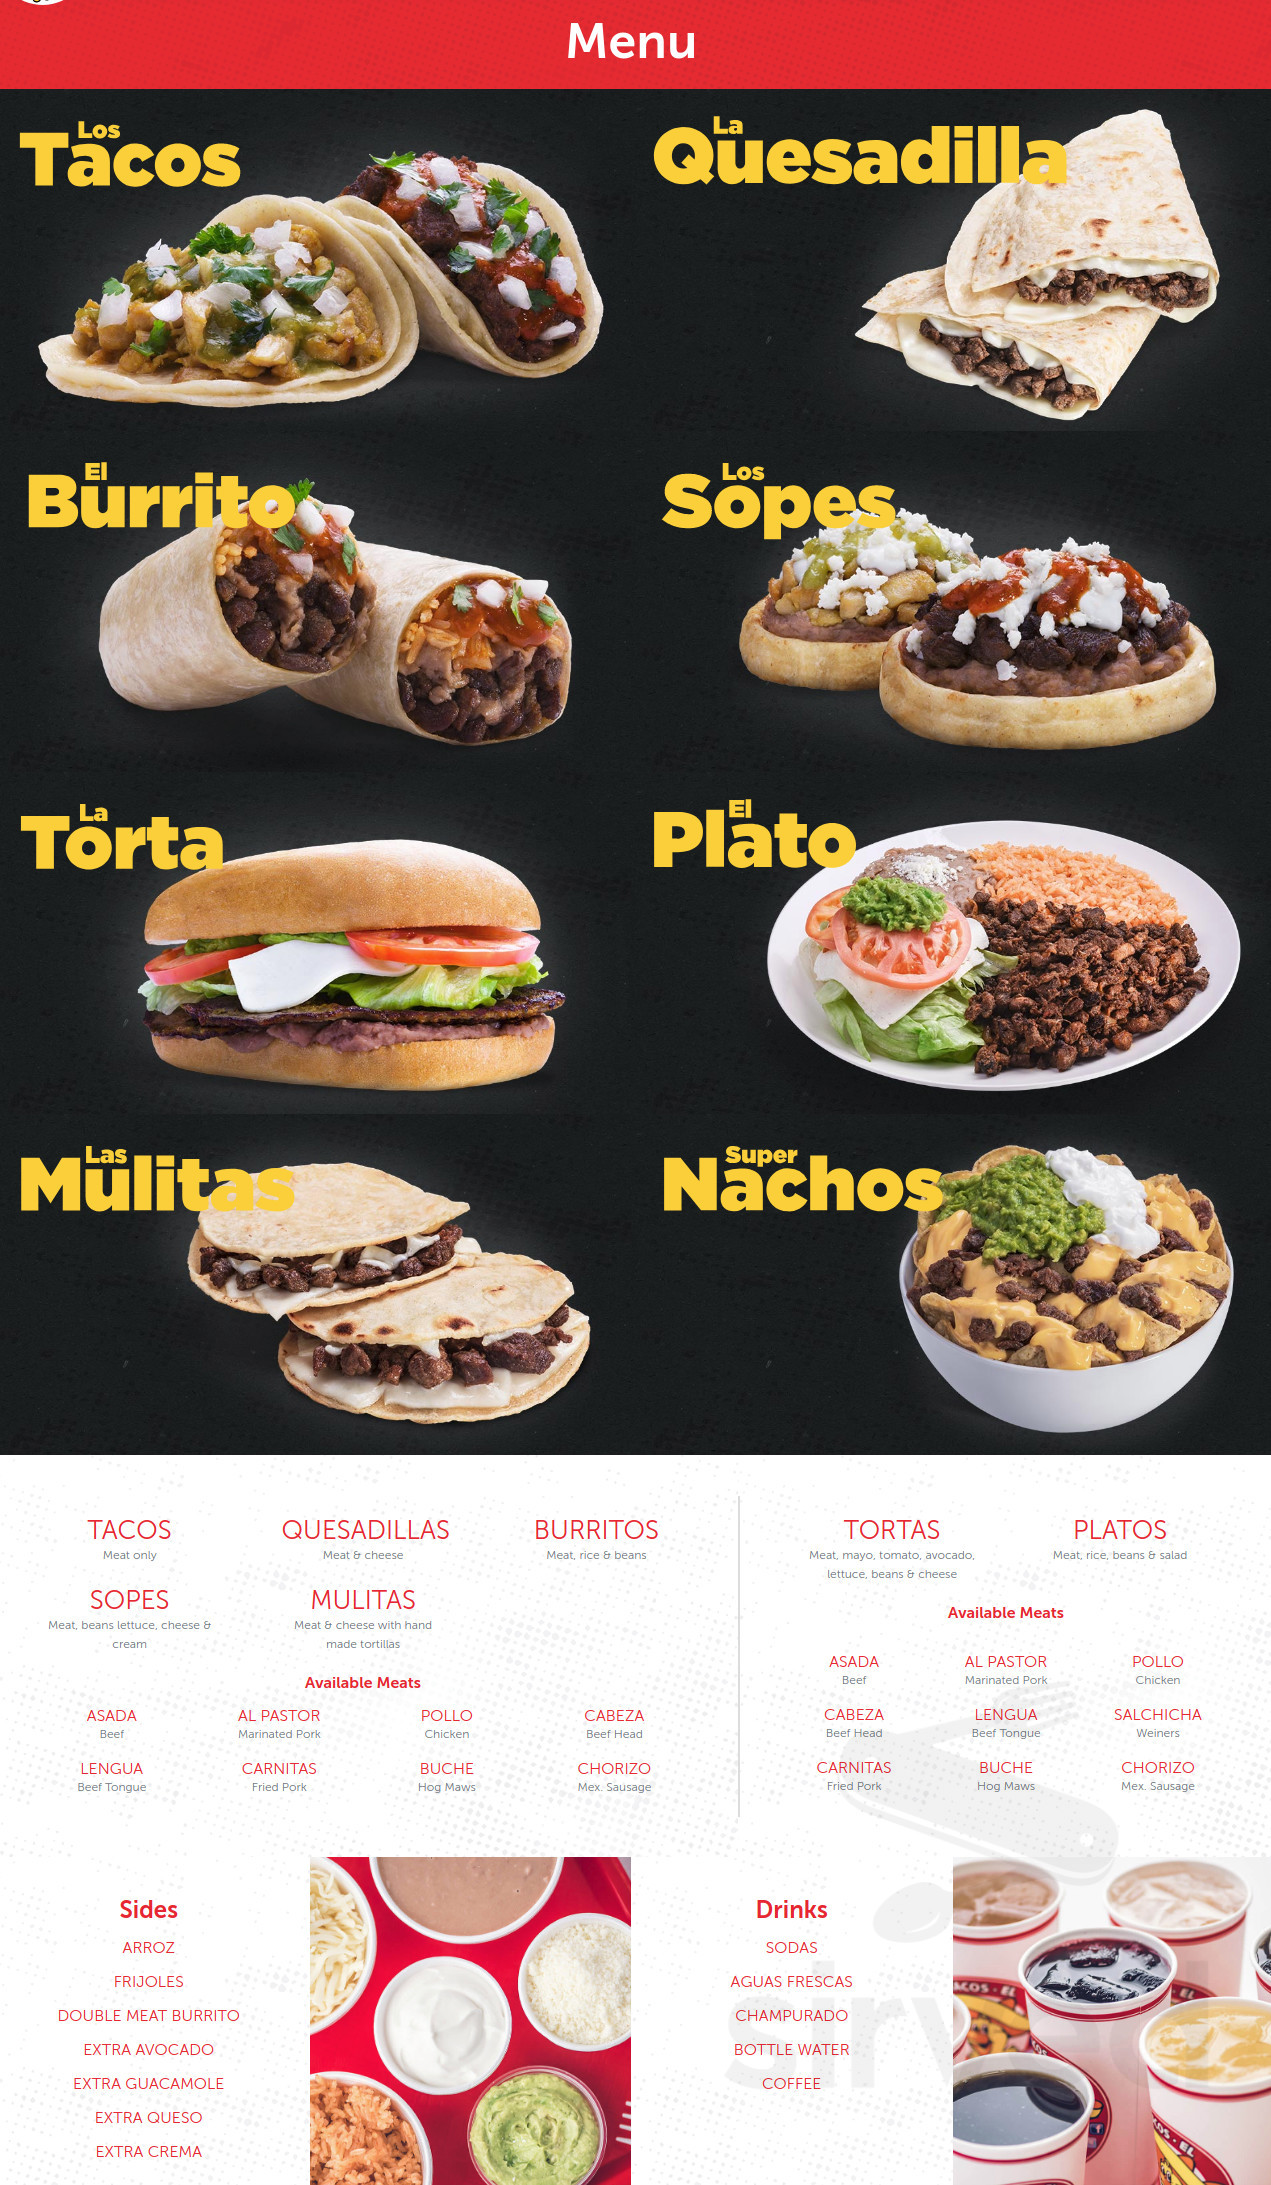 Menu
Los
Tacos
La
Quesadilla
El
Burrito
Los
Sopes
La
Torta
El
Plato
Las
Mulitas
Super
Nachos
TACOS
Meat only
QUESADILLAS
Meat & cheese
BURRITOS
Meat, rice & beans
SOPES
Meat, beans lettuce, cheese &
cream
MULITAS
Meat & cheese with hand
made tortillas
Available Meats
ASADA
Beef
AL PASTOR
Marinated Pork
POLLO
Chicken
CABEZA
Beef Head
LENGUA
Beef Tongue
CARNITAS
Fried Pork
BUCHE
Hog Maws
CHORIZO
Mex. Sausage
TORTAS
Meat, mayo, tomato, avocado,
lettuce, beans & cheese
PLATOS
Meat, rice, beans & salad
Available Meats
ASADA
Beef
AL PASTOR
Marinated Pork
POLLO
Chicken
CABEZA
Beef Head
LENGUA
Beef Tongue
SALCHICHA
Weiners
CARNITAS
Fried Pork
BUCHE
Hog Maws
CHORIZO
Mex. Sausage
Sides
ARROZ
FRIJOLES
DOUBLE MEAT BURRITO
EXTRA AVOCADO
EXTRA GUACAMOLE
EXTRA QUESO
EXTRA CREMA
Drinks
SODAS
AGUAS FRESCAS
CHAMPURADO
BOTTLE WATER
COFFEE
sirved